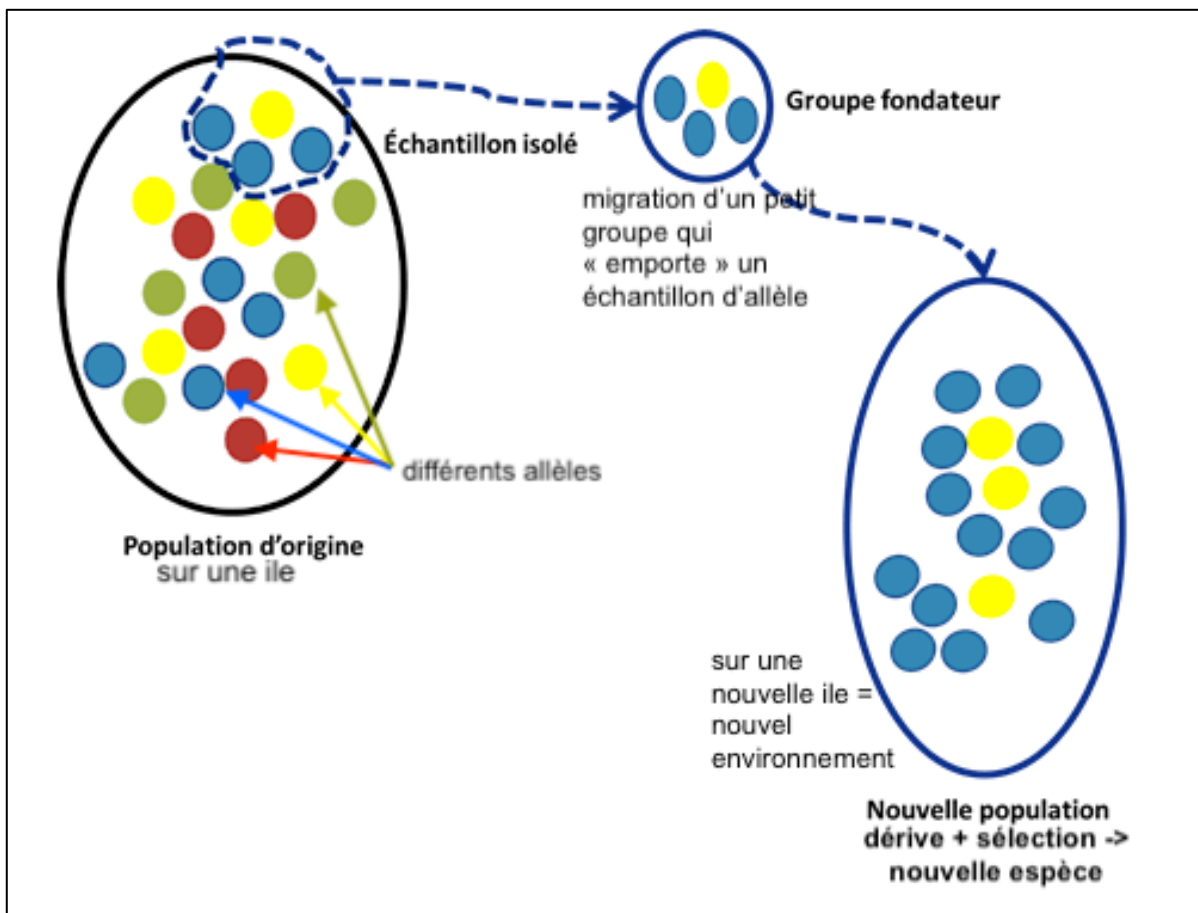 Échantillon isolé
Groupe fondateur
migration d'un petit
groupe qui
« emporte » un
échantillon d'allèle
différents allèles
Population d'origine
sur une ile
sur une
nouvelle ile =
nouvel
environnement
Nouvelle population
dérive + sélection ->
nouvelle espèce